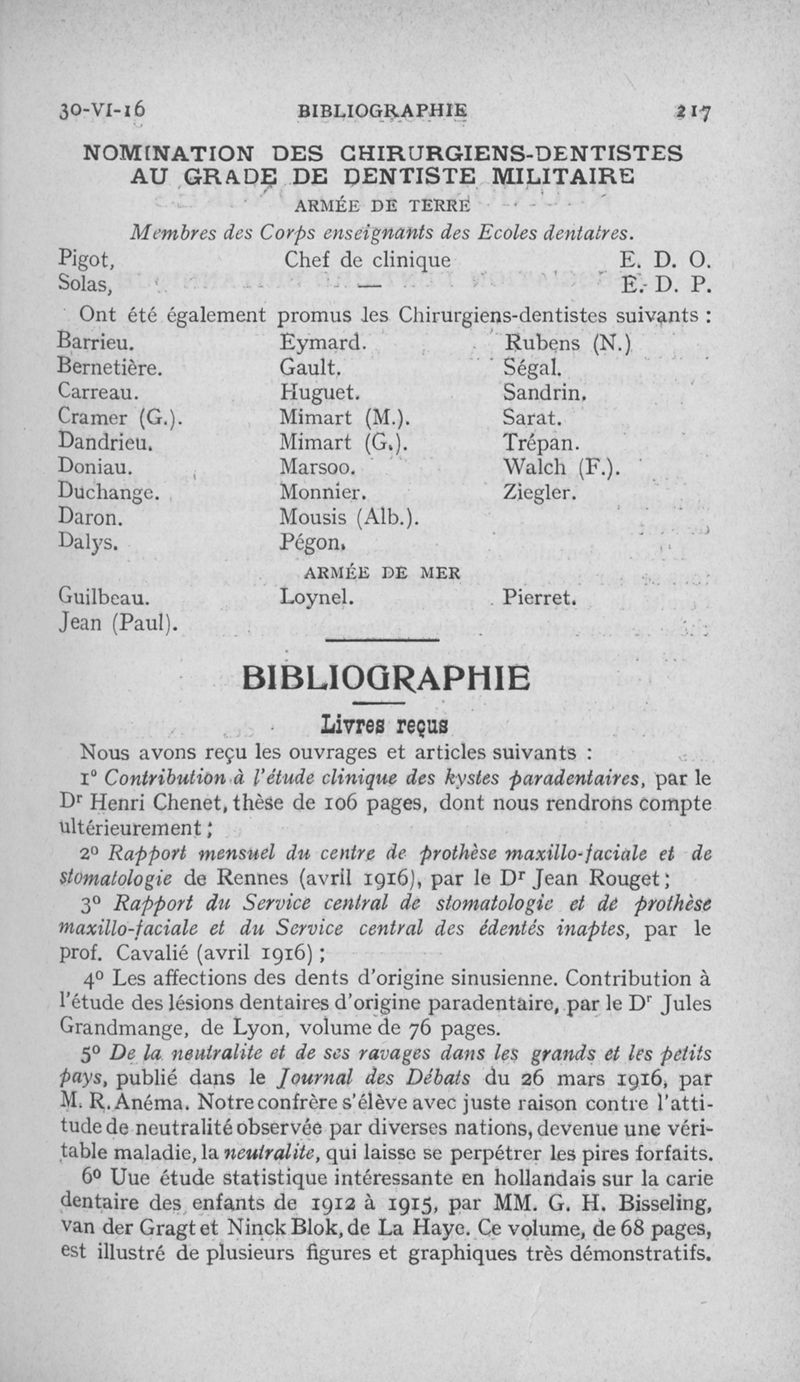 30-VI-16 BIBLIOGRAPHIE 217
NOMINATION DES CHIRURGIENS-DENTISTES
AU GRADE DE DENTISTE MILITAIRE
ARMÉE DE TERRE
Membres des Corps enseignants des Ecoles dentaires.
Pigot, Chef de clinique E. D. O.
Solas, — E. D. P.
Ont été également promus les Chirurgiens-dentistes suivants :
Barrieu. Eymard. Rubens (N.)
Bernetière. Gault. Ségal.
Carreau. Huguet. Sandrin.
Cramer (G.). Mimart (M.). Sarat.
Dandrieu. Mimart (G.). Trépan.
Doniau. Marsoo. Walch (F.).
Duchange. Monnier. Ziegler.
Daron. Mousis (Alb.).
Dalys. Pégon.
ARMÉE DE MER
Guilbeau. Loynel. Pierret.
Jean (Paul).
BIBLIOGRAPHIE
Livres reçus
Nous avons reçu les ouvrages et articles suivants :
1° Contribution à l'étude clinique des kystes paradentaires, par le
Dr Henri Chenet, thèse de 106 pages, dont nous rendrons compte
ultérieurement ;
2° Rapport mensuel du centre de prothèse maxillo-faciale et de
stomatologie de Rennes (avril 1916), par le Dr Jean Rouget ;
3° Rapport du Service central de stomatologie et de prothèse
maxillo-faciale et du Service central des édentés inaptes, par le
prof. Cavalié (avril 1916) ;
4° Les affections des dents d'origine sinusienne. Contribution à
l'étude des lésions dentaires d'origine paradentaire, par le Dr Jules
Grandmange, de Lyon, volume de 76 pages.
5° De la neutralite et de ses ravages dans les grands et les petits
pays, publié dans le Journal des Débats du 26 mars 1916, par
M. R. Anéma. Notre confrère s'élève avec juste raison contre l'atti-
tude de neutralité observée par diverses nations, devenue une véri-
table maladie, la neutralite, qui laisse se perpétrer les pires forfaits.
6° Uue étude statistique intéressante en hollandais sur la carie
dentaire des enfants de 1912 à 1915, par MM. G. H. Bisseling,
van der Gragt et Ninck Blok, de La Haye. Ce volume, de 68 pages,
est illustré de plusieurs figures et graphiques très démonstratifs.